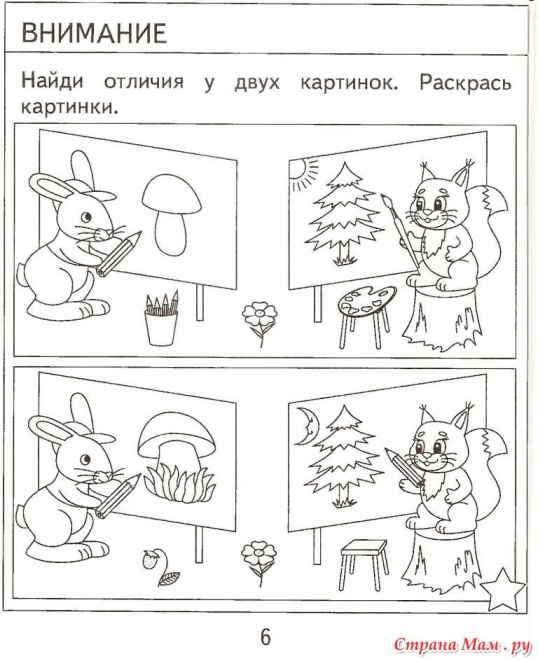 ВНИМАНИЕ
Найди отличия у двух картинок. Раскрась
картинки.
6
Страна Мам.ру